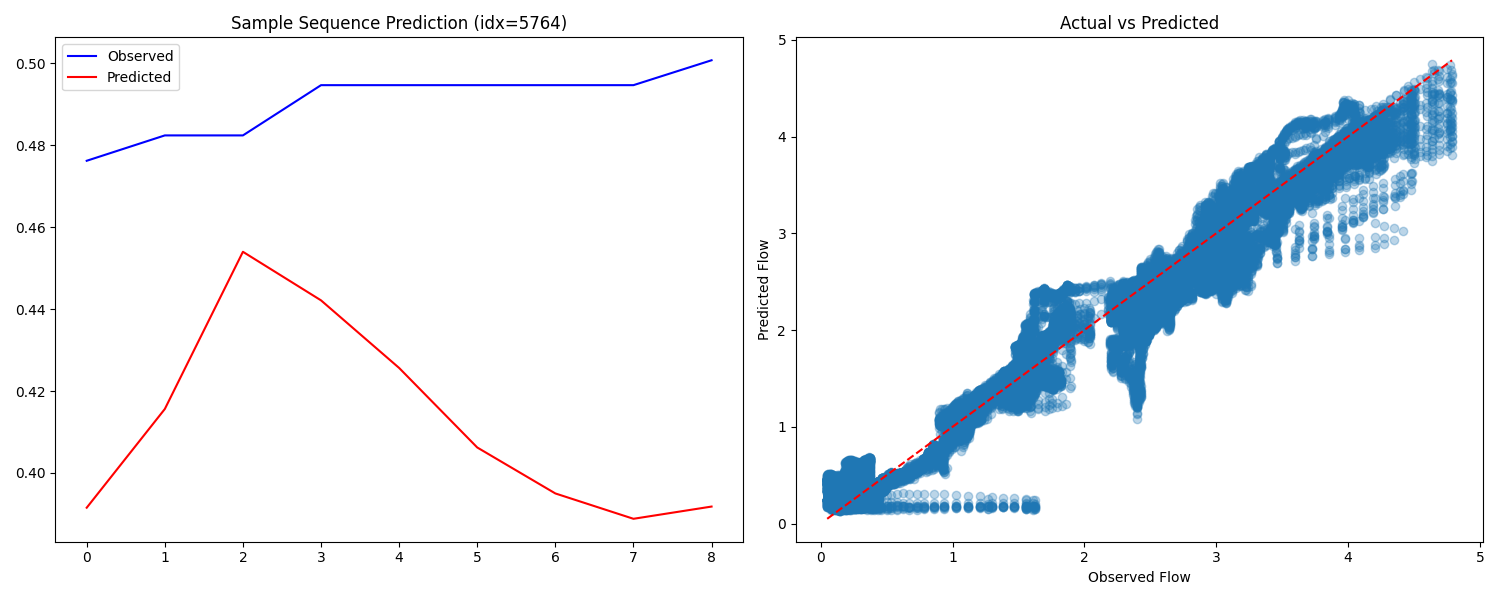 Sample Sequence Prediction (idx=5764)
Observed
Predicted
0.50
0.48
0.46
0.44
0.42
0.40
0 1 2 3 4 5 6 7 8
Actual vs Predicted
Predicted Flow
5
4
3
2
1
0
0 1 2 3 4 5
Observed Flow